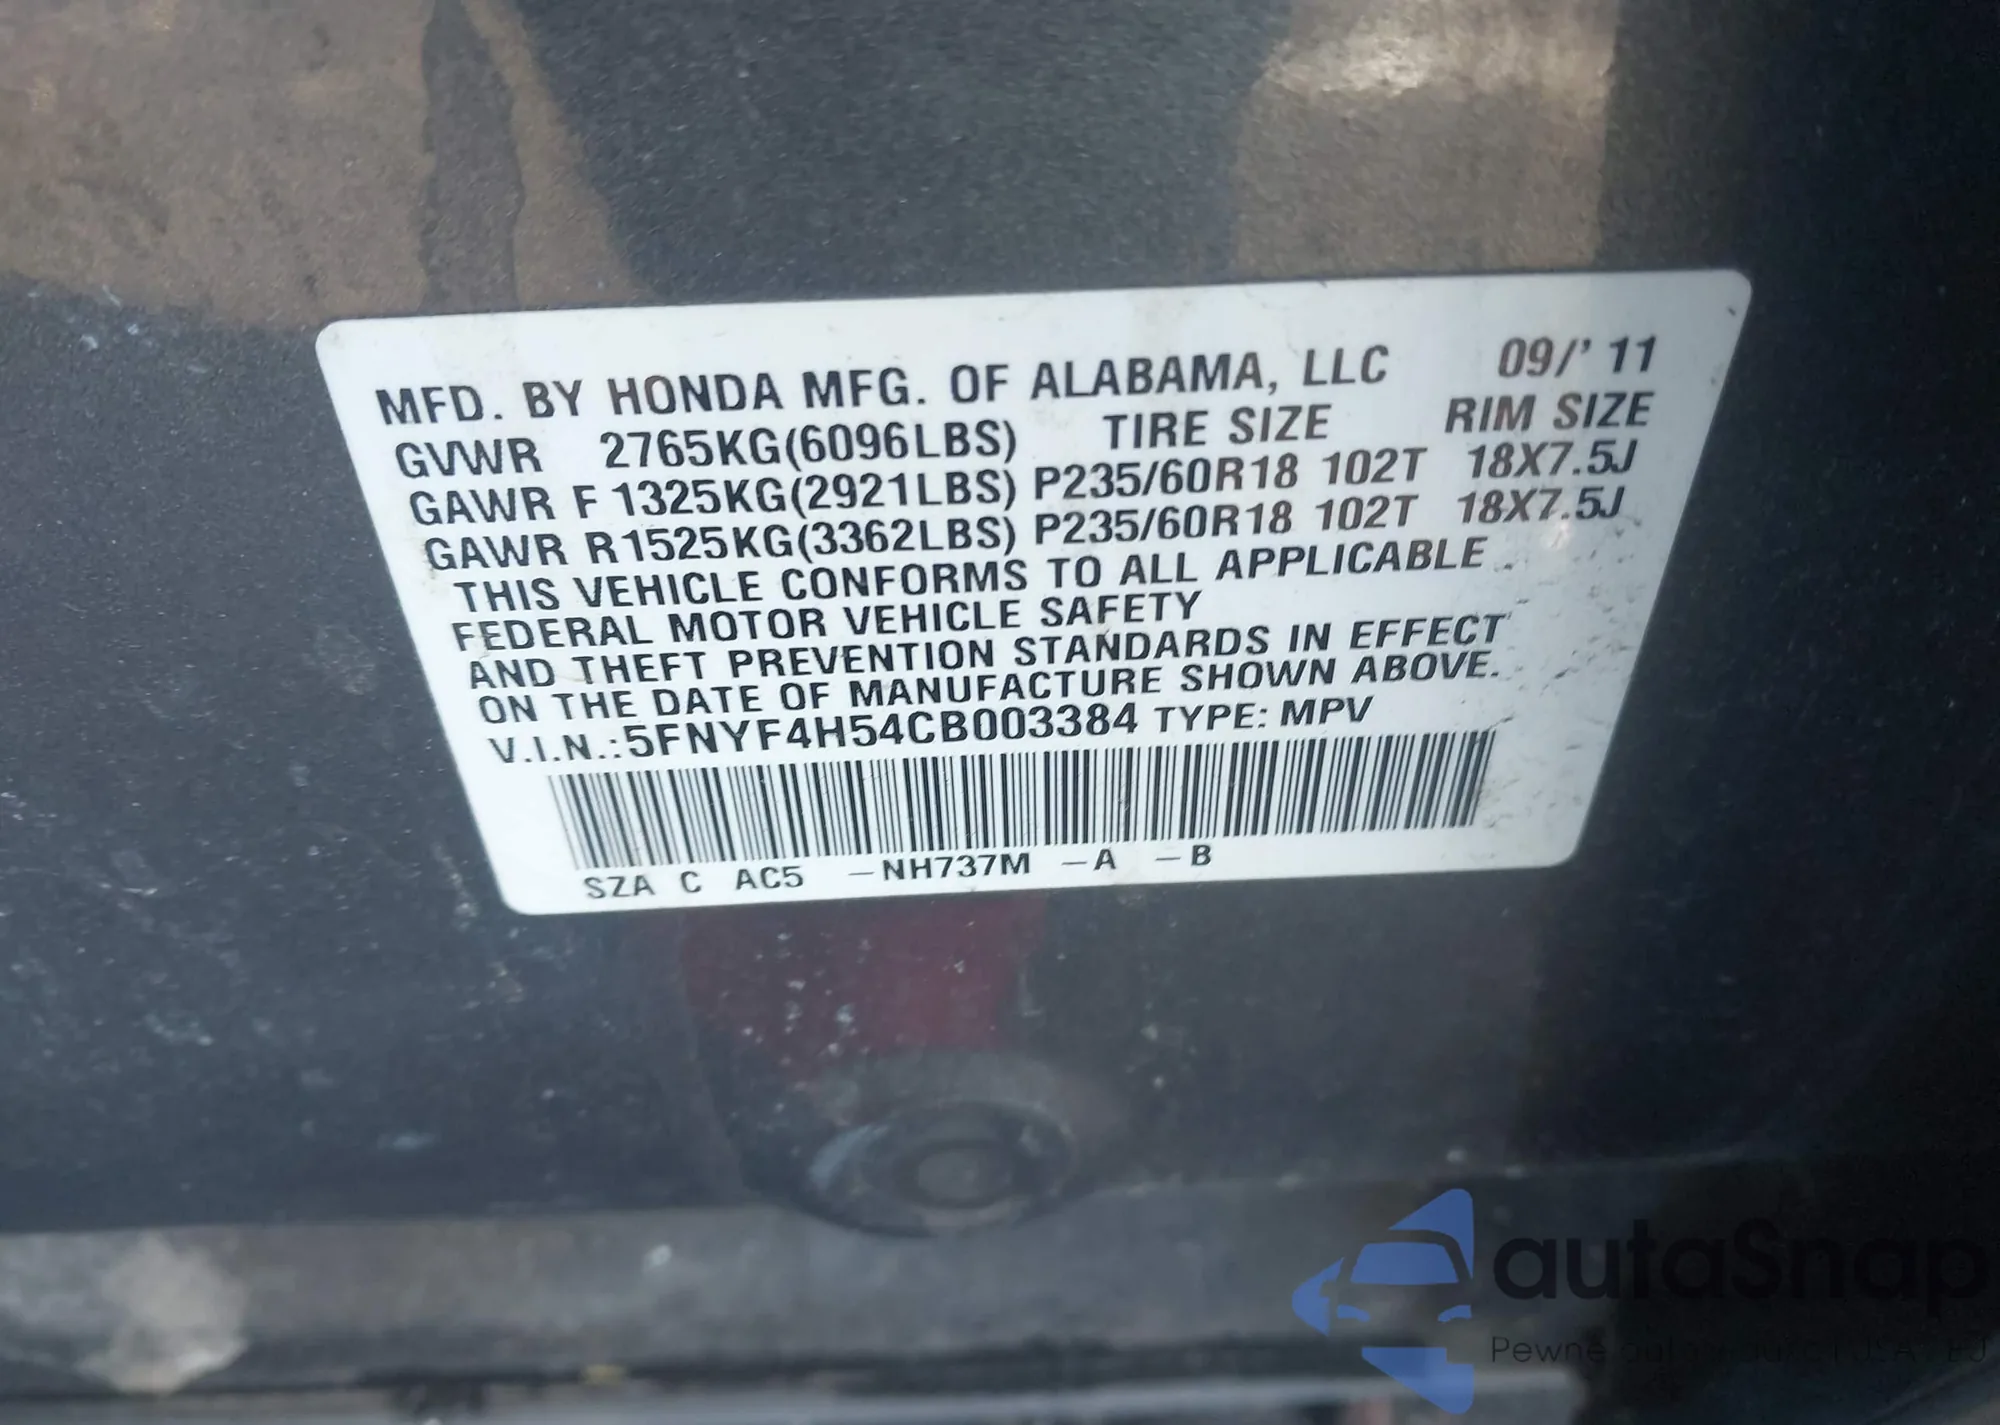 MFD. BY HONDA MFG. OF ALABAMA, LLC 09/'11
GVWR 2765KG(6096LBS) TIRE SIZE RIM SIZE
GAWR F 1325KG(2921LBS) P235/60R18 102T 18X7.5J
GAWR R1525KG(3362LBS) P235/60R18 102T 18X7.5J
THIS VEHICLE CONFORMS TO ALL APPLICABLE
FEDERAL MOTOR VEHICLE SAFETY
AND THEFT PREVENTION STANDARDS IN EFFECT
ON THE DATE OF MANUFACTURE SHOWN ABOVE.
V.I.N.:5FNYF4H54CB003384 TYPE: MPV
SZA C AC5 -NH737M -A -B
autaSnap
Pewne auta